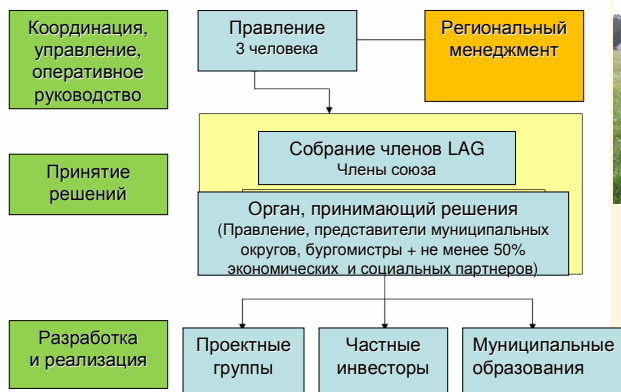 Координация,
управление,
оперативное
руководство
Правление
3 человека
Региональный
менеджмент
Принятие
решений
Собрание членов LAG
Члены союза
Орган, принимающий решения
(Правление, представители муниципальных
округов, бургомистры + не менее 50%
экономических и социальных партнеров)
Разработка
и реализация
Проектные
группы
Частные
инвесторы
Муниципальные
образования